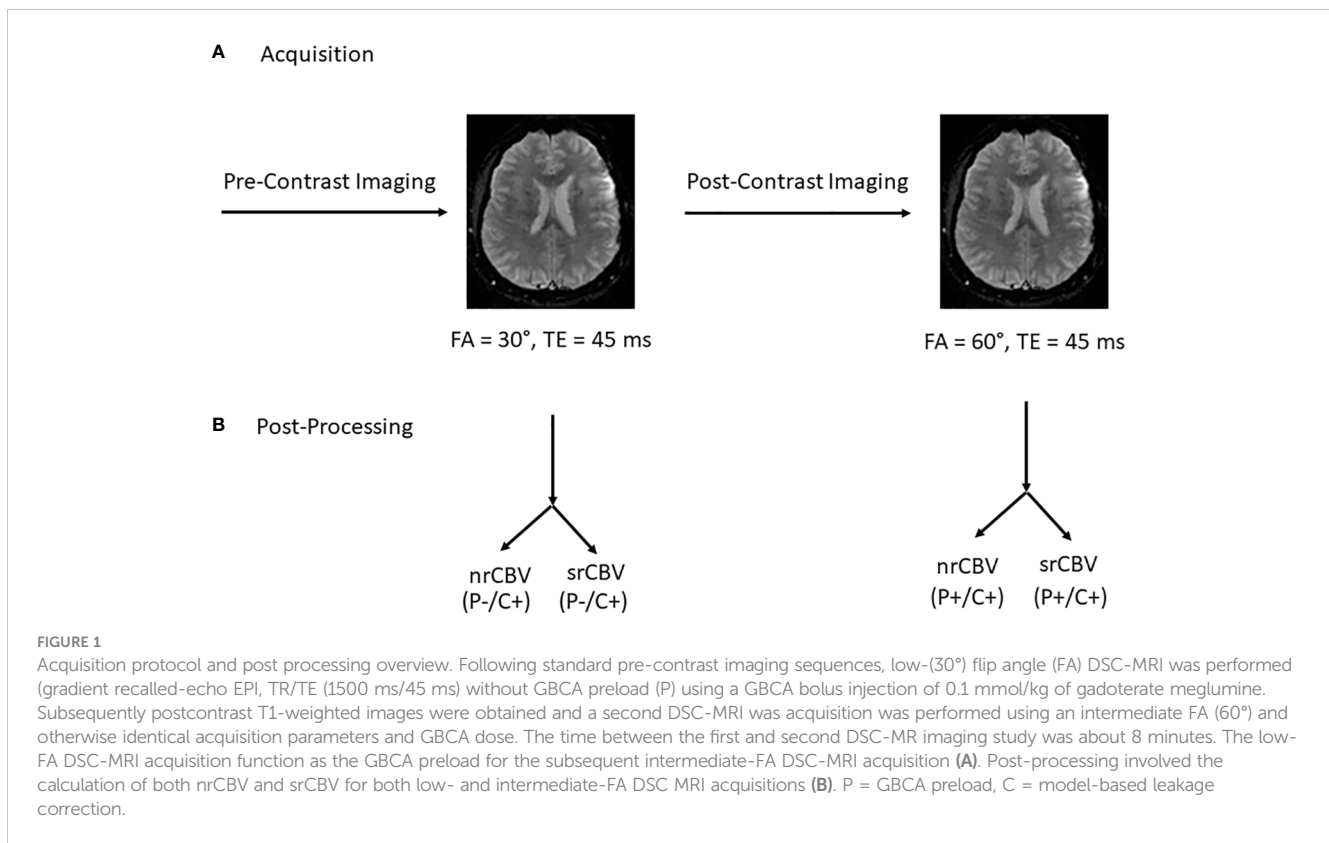 A Acquisition
Pre-Contrast Imaging
Post-Contrast Imaging
FA = 30°, TE = 45 ms
FA = 60°, TE = 45 ms
B Post-Processing
nrCBV srCBV
(P-/C+) (P-/C+)
nrCBV srCBV
(P+/C+) (P+/C+)
FIGURE 1
Acquisition protocol and post processing overview. Following standard pre-contrast imaging sequences, low-(30°) flip angle (FA) DSC-MRI was performed
(gradient recalled-echo EPI, TR/TE (1500 ms/45 ms) without GBCA preload (P) using a GBCA bolus injection of 0.1 mmol/kg of gadoterate meglumine.
Subsequently postcontrast T1-weighted images were obtained and a second DSC-MRI was acquisition was performed using an intermediate FA (60°) and
otherwise identical acquisition parameters and GBCA dose. The time between the first and second DSC-MR imaging study was about 8 minutes. The low-
FA DSC-MRI acquisition function as the GBCA preload for the subsequent intermediate-FA DSC-MRI acquisition (A). Post-processing involved the
calculation of both nrCBV and srCBV for both low- and intermediate-FA DSC MRI acquisitions (B). P = GBCA preload, C = model-based leakage
correction.